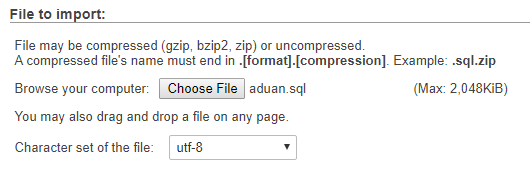 File to import:
File may be compressed (gzip, bzip2, zip) or uncompressed.
A compressed file's name must end in .[format].[compression]. Example: .sql.zip
Browse your computer: Choose File aduan.sql (Max: 2,048KiB)
You may also drag and drop a file on any page.
Character set of the file: utf-8